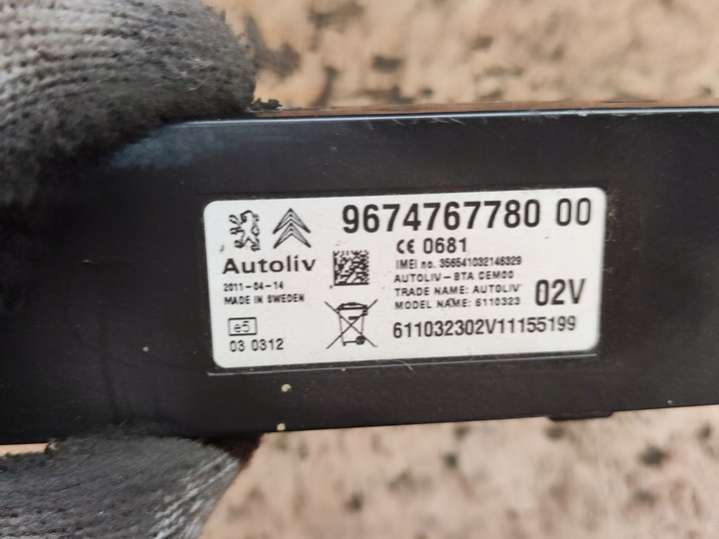 9674767780 00
CE 0681
IMEI no. 356541032146329
AUTOLIV - BTA CEM00
TRADE NAME: AUTOLIV
MODEL NAME: 6110323
02V
611032302V11155199
Autoliv
2011-04-14
MADE IN SWEDEN
e5
03 0312